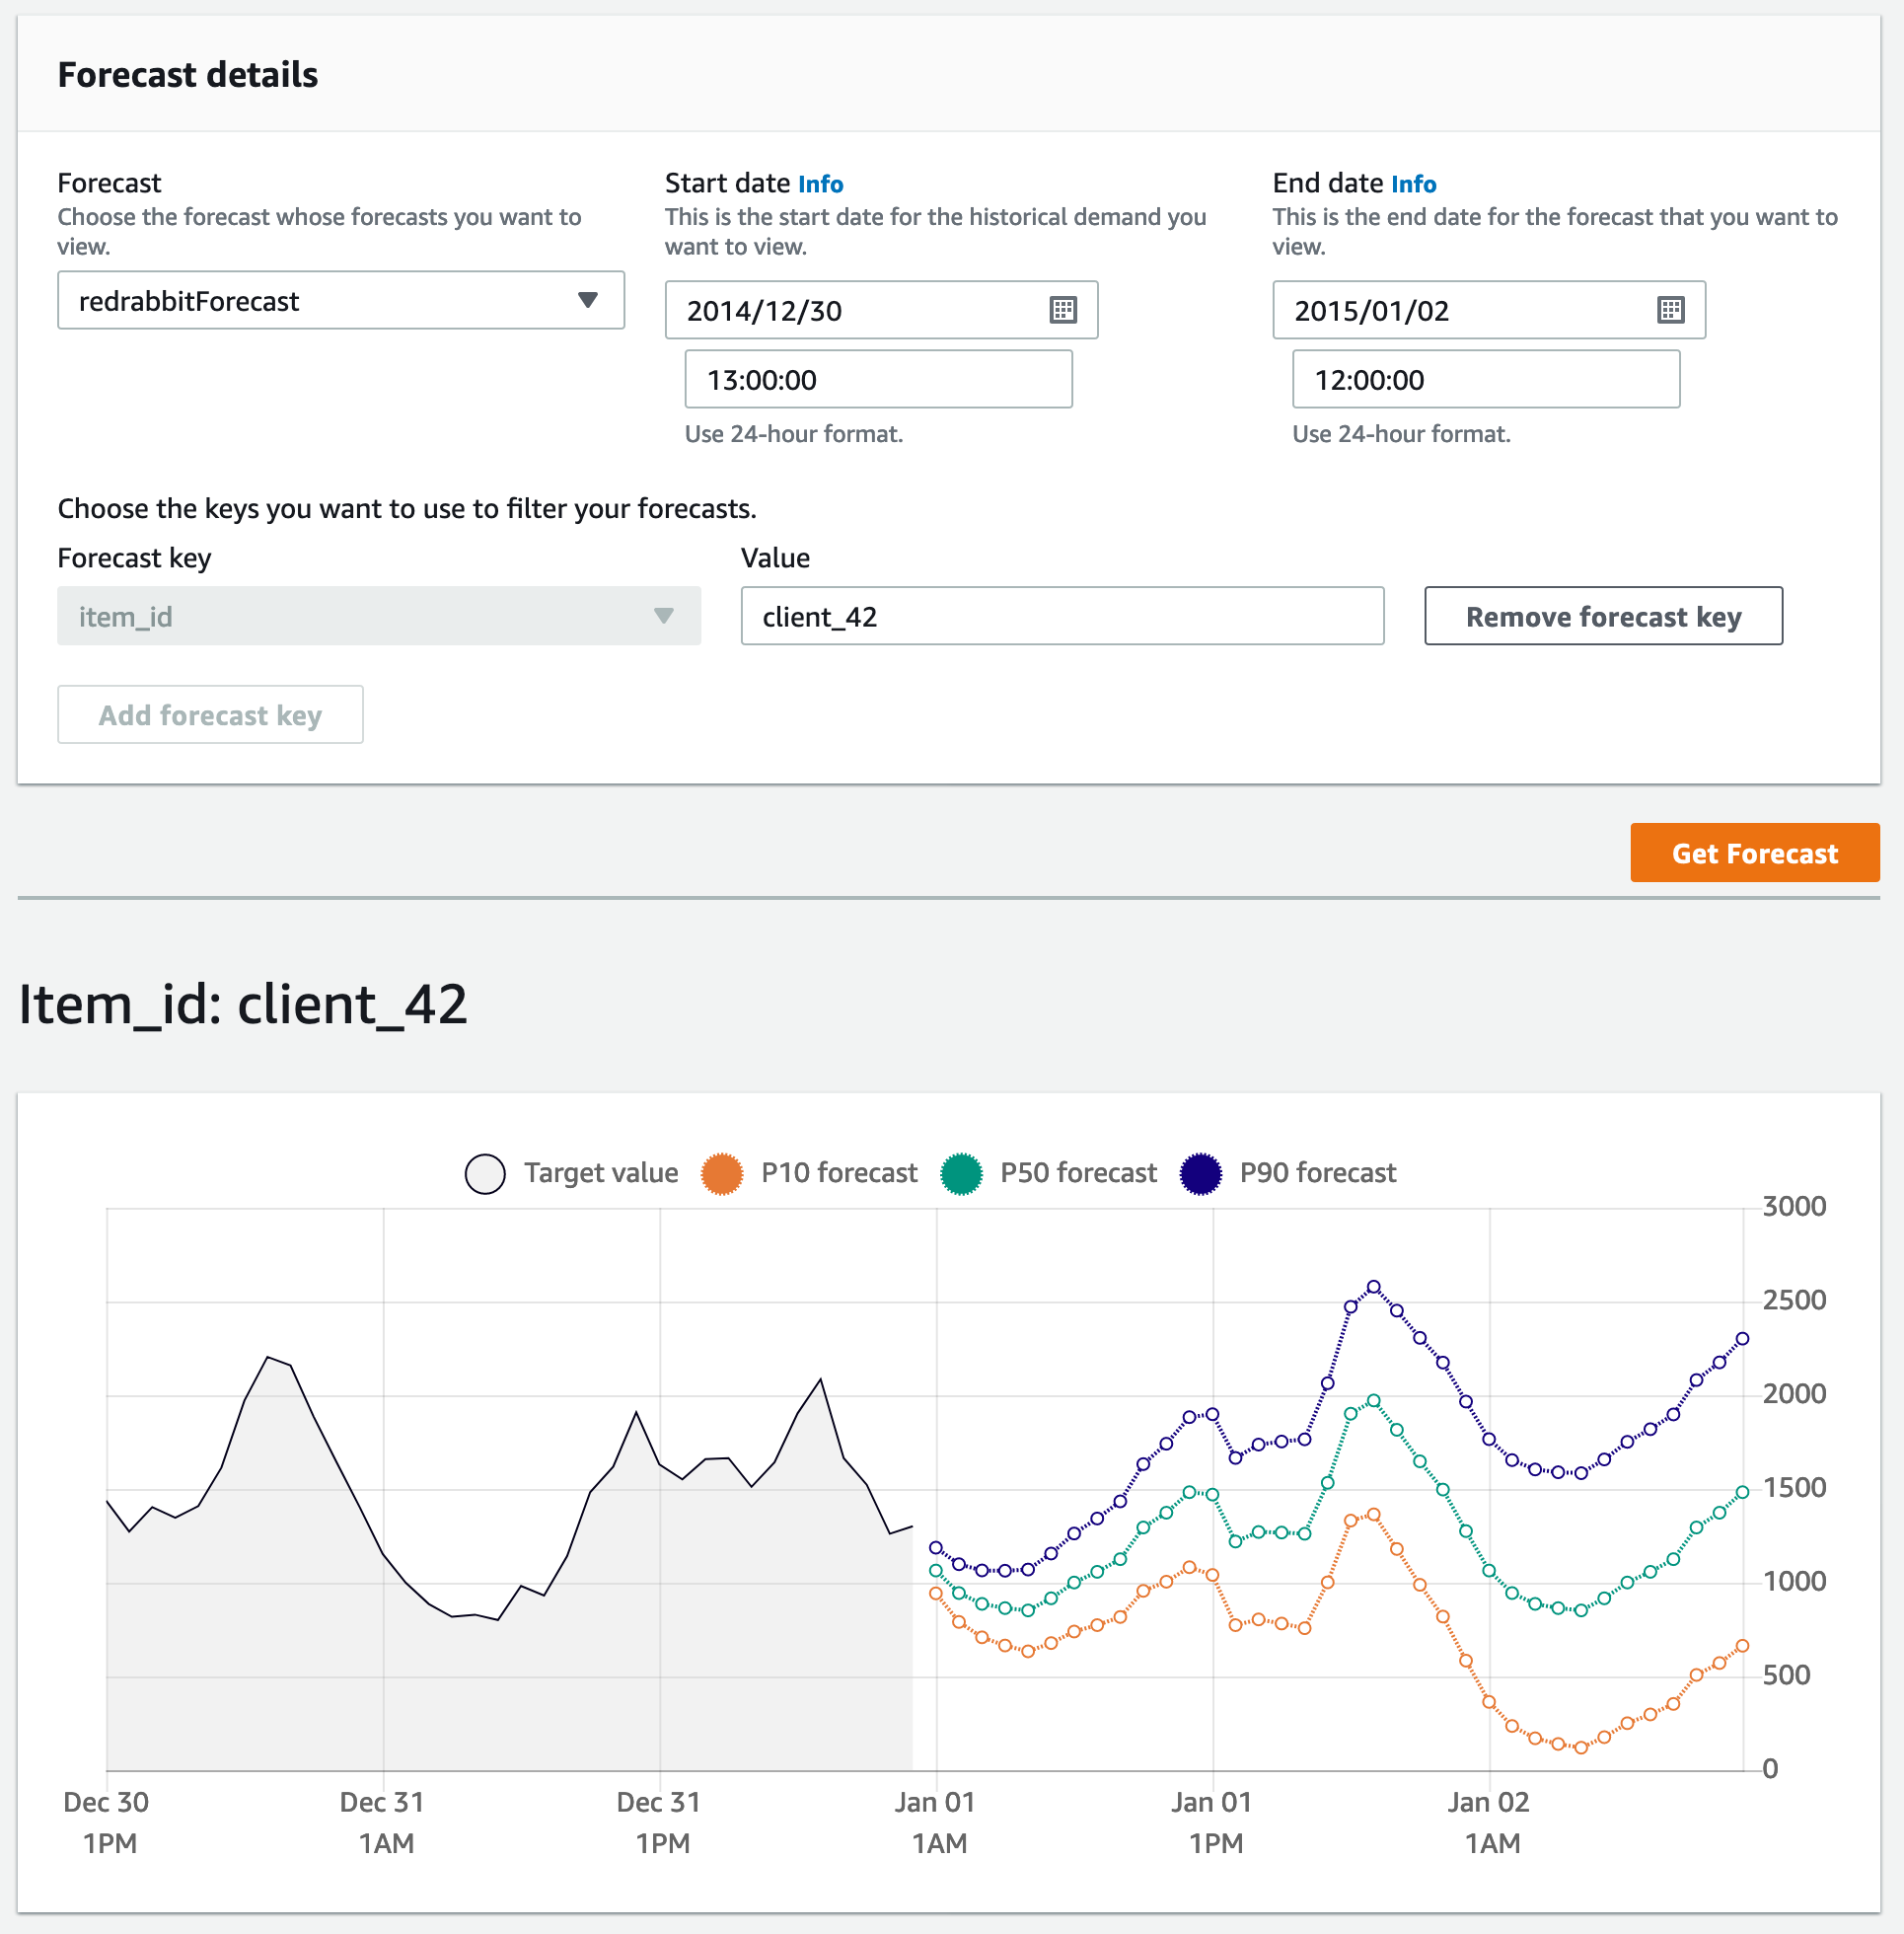 Forecast details
Forecast
Choose the forecast whose forecasts you want to
view.
redrabbitForecast
Start date Info
This is the start date for the historical demand you
want to view.
2014/12/30
13:00:00
Use 24-hour format.
End date Info
This is the end date for the forecast that you want to
view.
2015/01/02
12:00:00
Use 24-hour format.
Choose the keys you want to use to filter your forecasts.
Forecast key
item_id
Value
client_42
Remove forecast key
Add forecast key
Get Forecast
Item_id: client_42
Target value P10 forecast P50 forecast P90 forecast
3000
2500
2000
1500
1000
500
0
Dec 30 Dec 31 Dec 31 Jan 01 Jan 01 Jan 02
1PM 1AM 1PM 1AM 1PM 1AM